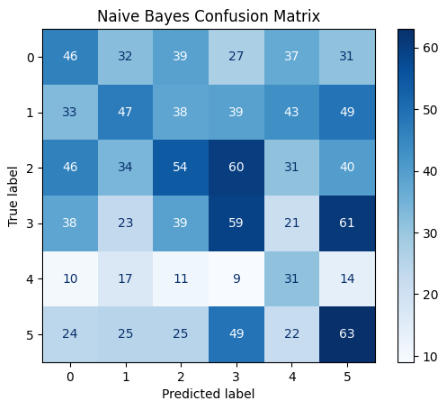 Naive Bayes Confusion Matrix
0 46 32 39 27 37 31
1 33 47 38 39 43 49
2 46 34 54 60 31 40
3 38 23 39 59 21 61
4 10 17 11 9 31 14
5 24 25 25 49 22 63
0 1 2 3 4 5
Predicted label
True label
60
50
40
30
20
10